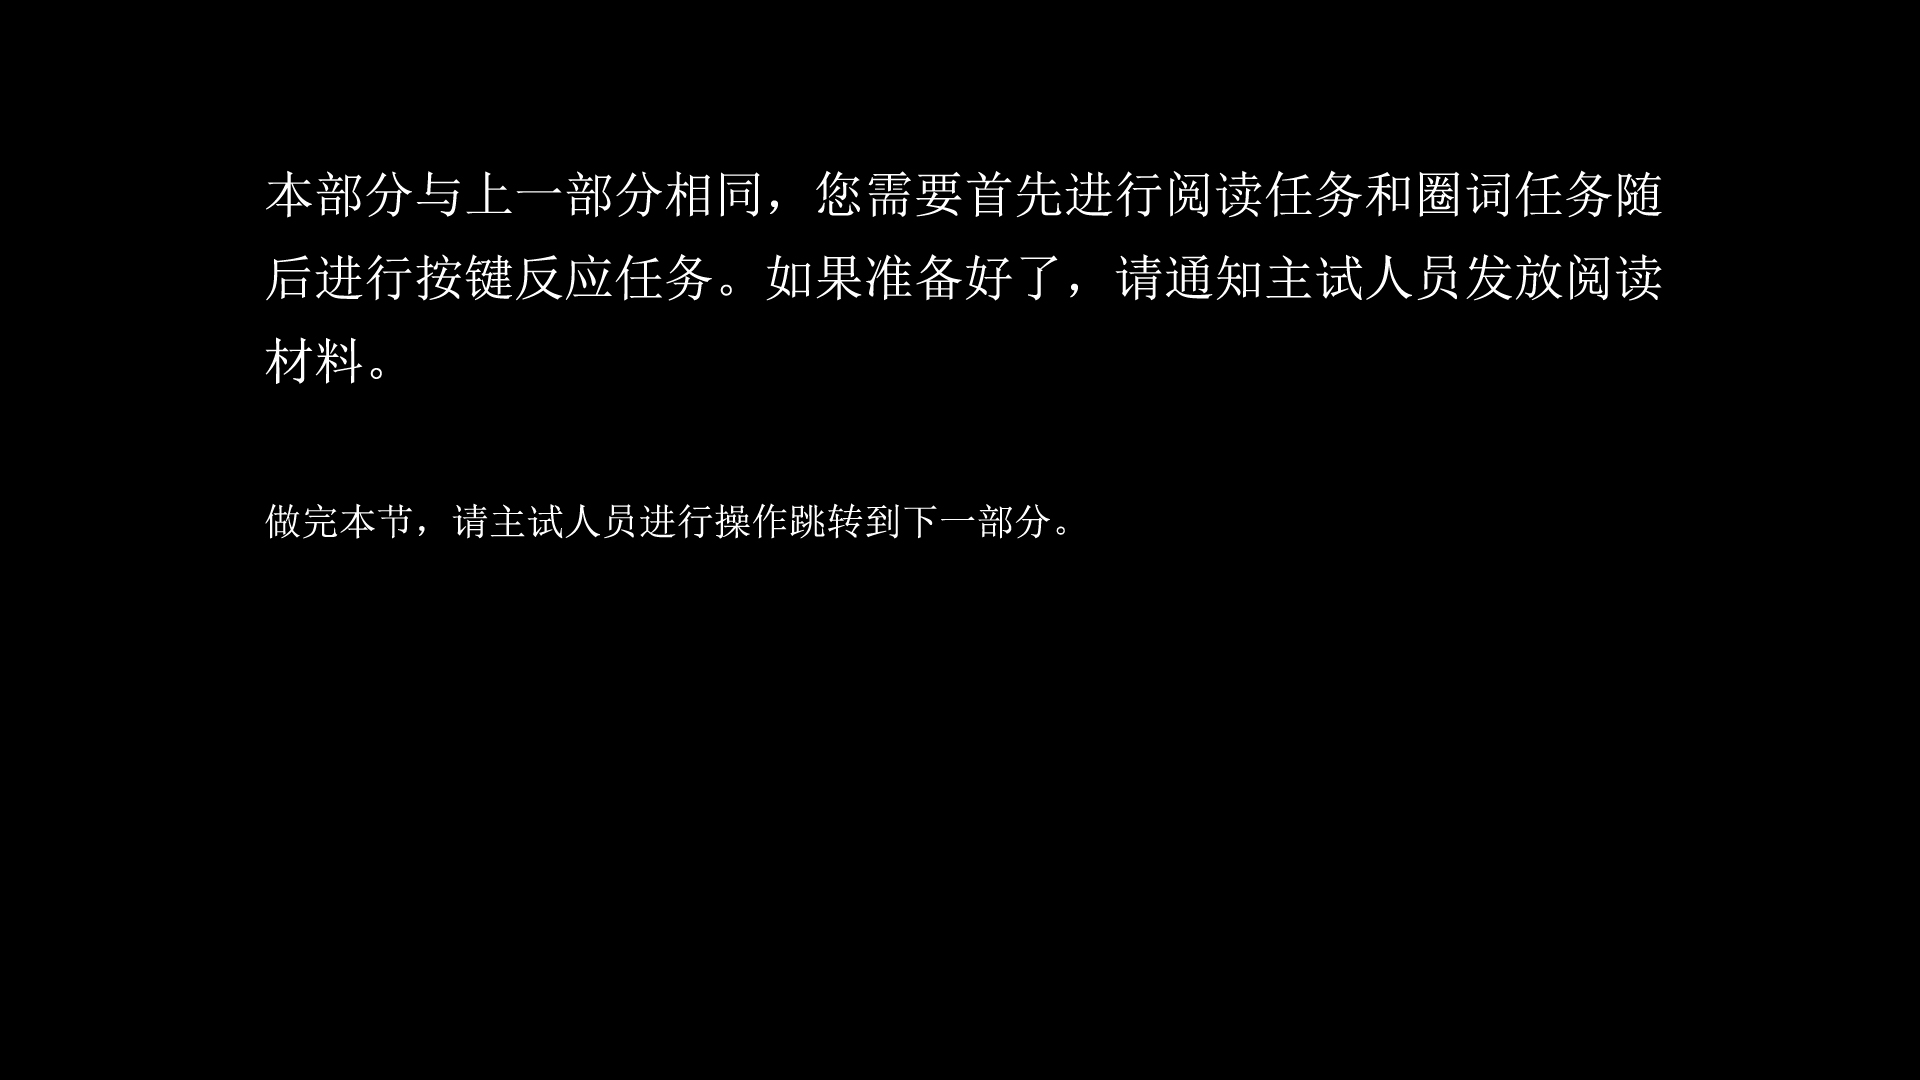 本部分与上一部分相同，您需要首先进行阅读任务和圈词任务随
后进行按键反应任务。如果准备好了，请通知主试人员发放阅读
材料。
做完本节，请主试人员进行操作跳转到下一部分。